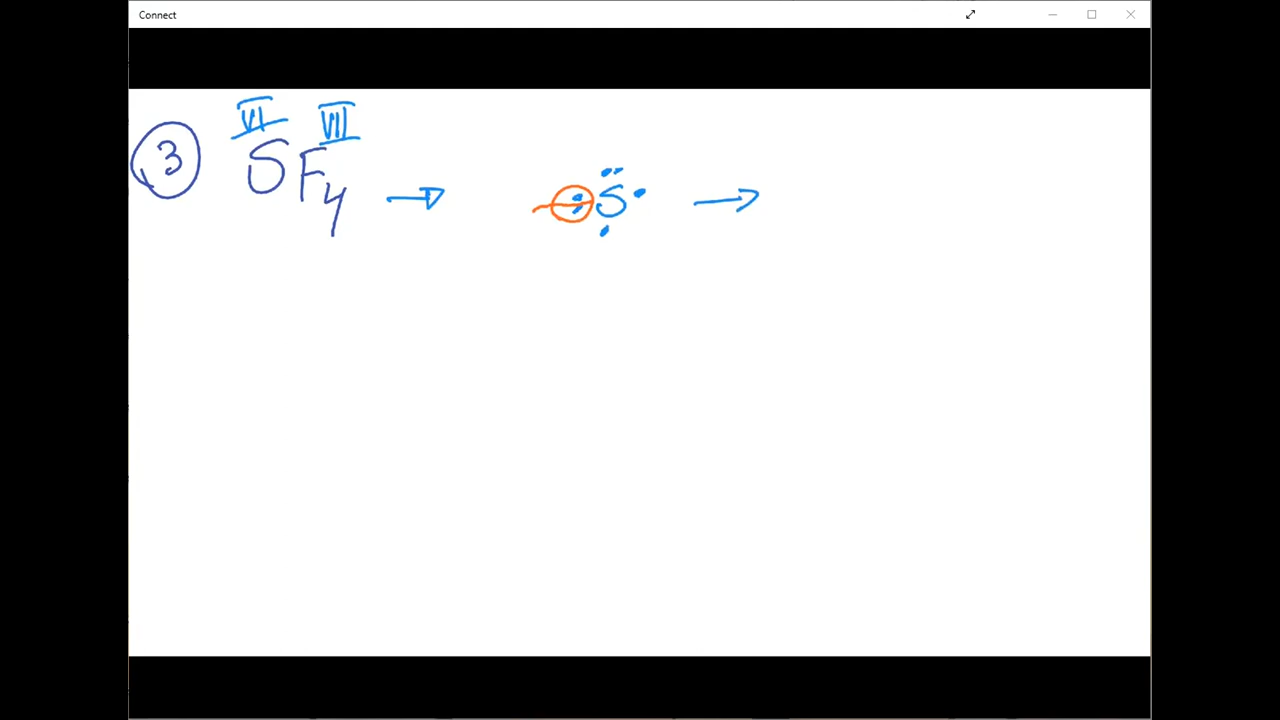 Connect
VI VII
3 SF4 → S →